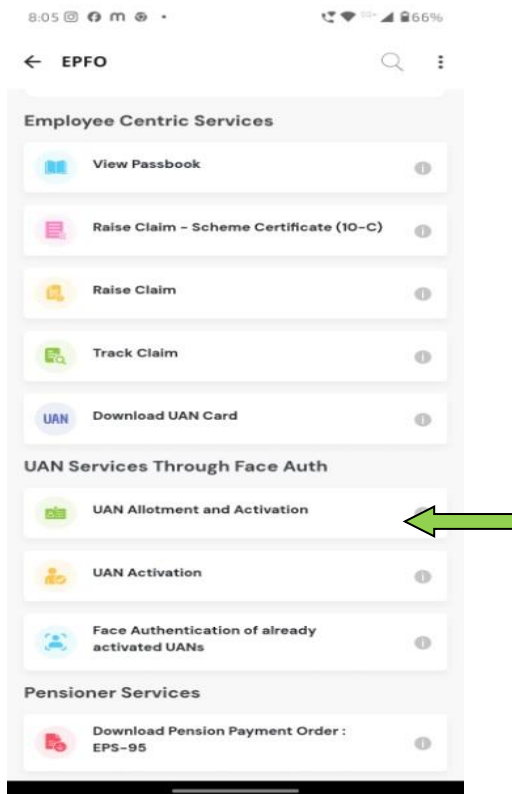 8:05
66%
EPFO
Employee Centric Services
View Passbook
Raise Claim - Scheme Certificate (10-C)
Raise Claim
Track Claim
UAN Download UAN Card
UAN Services Through Face Auth
UAN Allotment and Activation
UAN Activation
Face Authentication of already
activated UANs
Pensioner Services
Download Pension Payment Order :
EPS-95